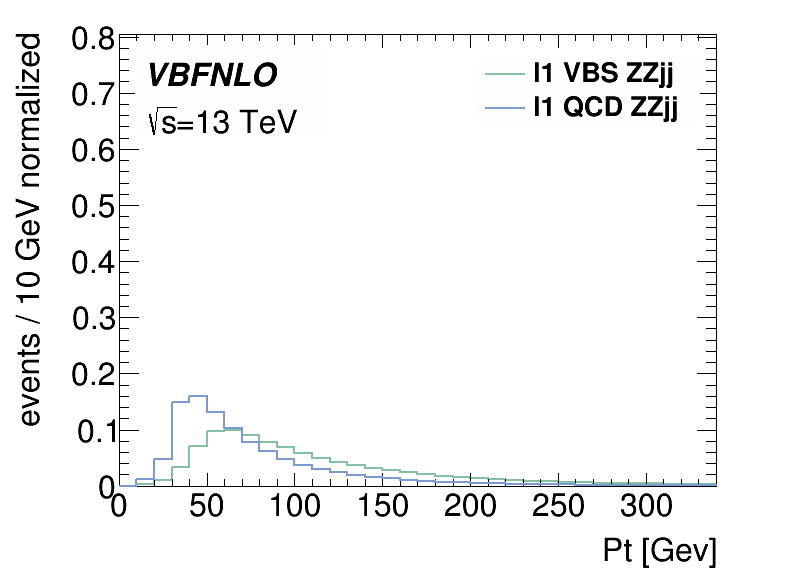 events / 10 GeV normalized
0.8
0.7
0.6
0.5
0.4
0.3
0.2
0.1
0
VBFNLO
√s=13 TeV
l1 VBS ZZjj
l1 QCD ZZjj
0 50 100 150 200 250 300
Pt [Gev]